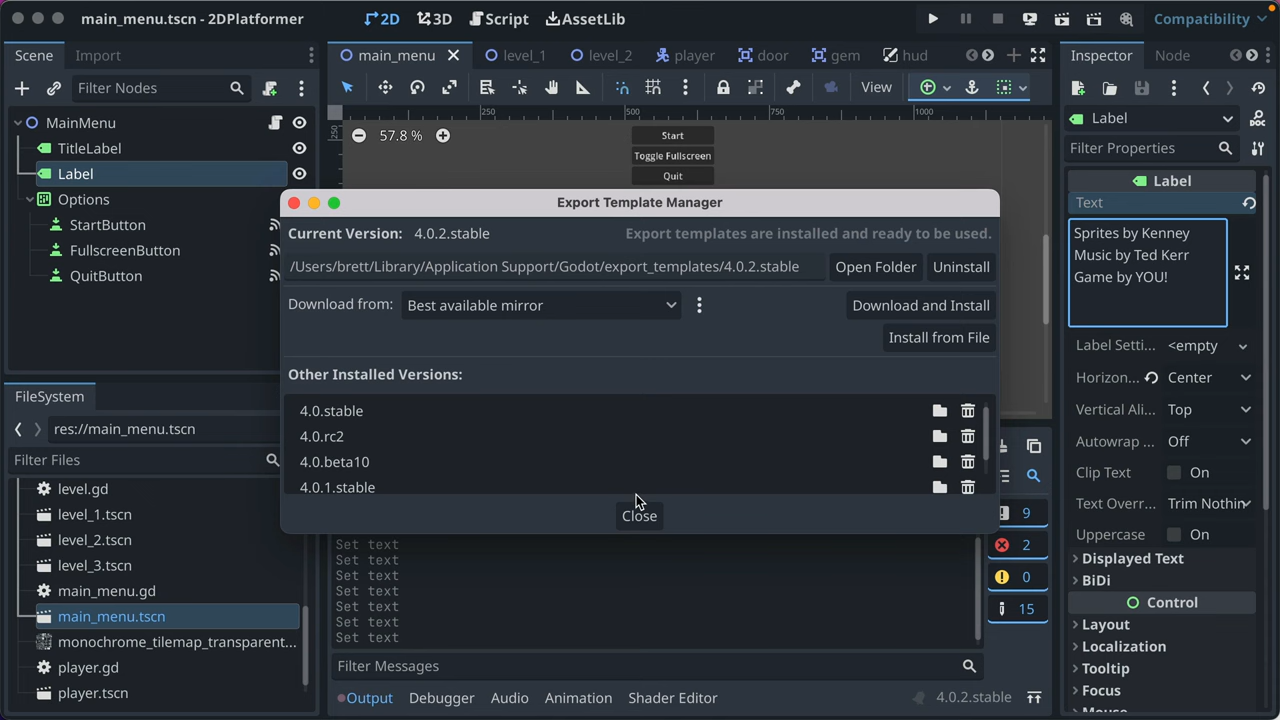 main_menu.tscn - 2DPlatformer
2D
3D
Script
AssetLib
Compatibility
Scene
Import
main_menu
level_1
level_2
player
door
gem
hud
Inspector
Node
Filter Nodes
View
MainMenu
TitleLabel
Label
Options
StartButton
FullscreenButton
QuitButton
250
500
750
1000
250
57.8 %
Start
Toggle Fullscreen
Quit
Export Template Manager
Current Version: 4.0.2.stable
Export templates are installed and ready to be used.
/Users/brett/Library/Application Support/Godot/export_templates/4.0.2.stable
Open Folder
Uninstall
Download from:
Best available mirror
Download and Install
Install from File
Other Installed Versions:
4.0.stable
4.0.rc2
4.0.beta10
4.0.1.stable
Close
FileSystem
res://main_menu.tscn
Filter Files
level.gd
level_1.tscn
level_2.tscn
level_3.tscn
main_menu.gd
main_menu.tscn
monochrome_tilemap_transparent...
player.gd
player.tscn
Set text
Set text
Set text
Set text
Set text
Set text
Set text
Filter Messages
9
2
0
15
Output
Debugger
Audio
Animation
Shader Editor
4.0.2.stable
Label
Filter Properties
Label
Text
Sprites by Kenney
Music by Ted Kerr
Game by YOU!
Label Setti...
<empty
Horizon...
Center
Vertical Ali...
Top
Autowrap ...
Off
Clip Text
On
Text Overr...
Trim Nothin
Uppercase
On
Displayed Text
BiDi
Control
Layout
Localization
Tooltip
Focus
Mouse